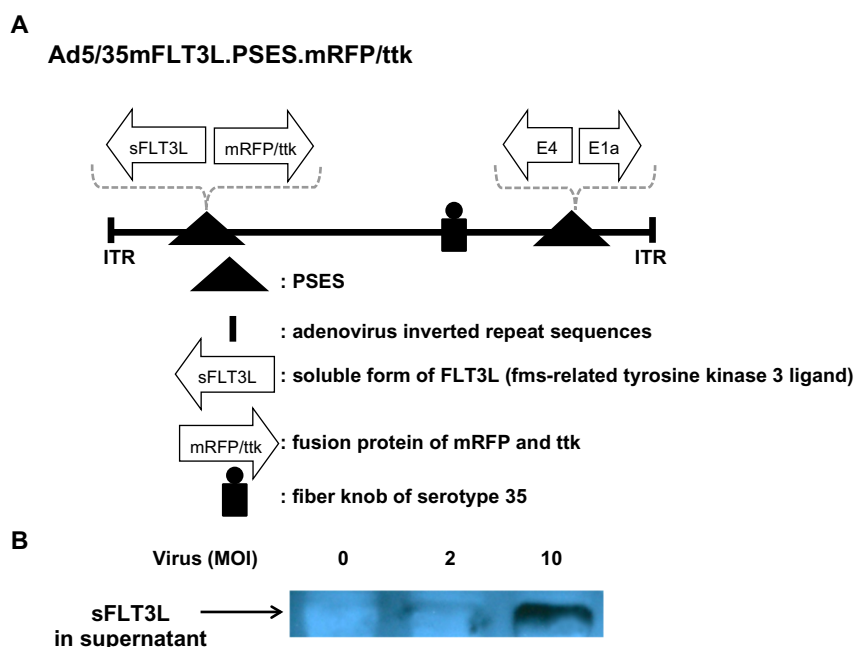 A
Ad5/35mFLT3L.PSES.mRFP/ttk
sFLT3L mRFP/ttk E4 E1a
ITR ITR
: PSES
: adenovirus inverted repeat sequences
sFLT3L : soluble form of FLT3L (fms-related tyrosine kinase 3 ligand)
mRFP/ttk : fusion protein of mRFP and ttk
: fiber knob of serotype 35
B
Virus (MOI) 0 2 10
sFLT3L
in supernatant